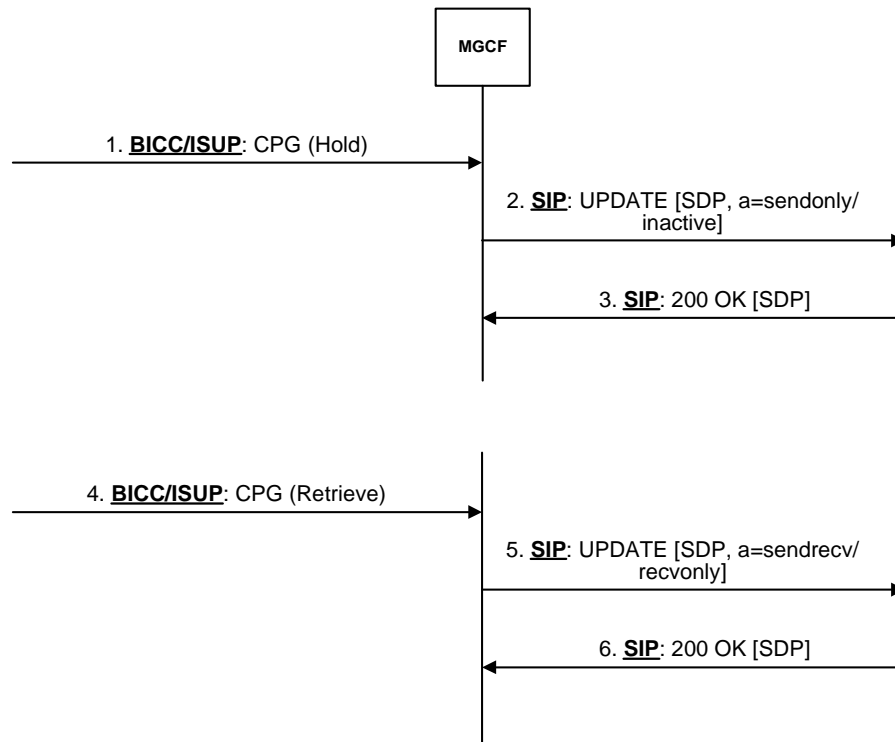 MGCF
1. BICC/ISUP: CPG (Hold)
2. SIP: UPDATE [SDP, a=sendonly/
inactive]
3. SIP: 200 OK [SDP]
4. BICC/ISUP: CPG (Retrieve)
5. SIP: UPDATE [SDP, a=sendrecv/
recvonly]
6. SIP: 200 OK [SDP]